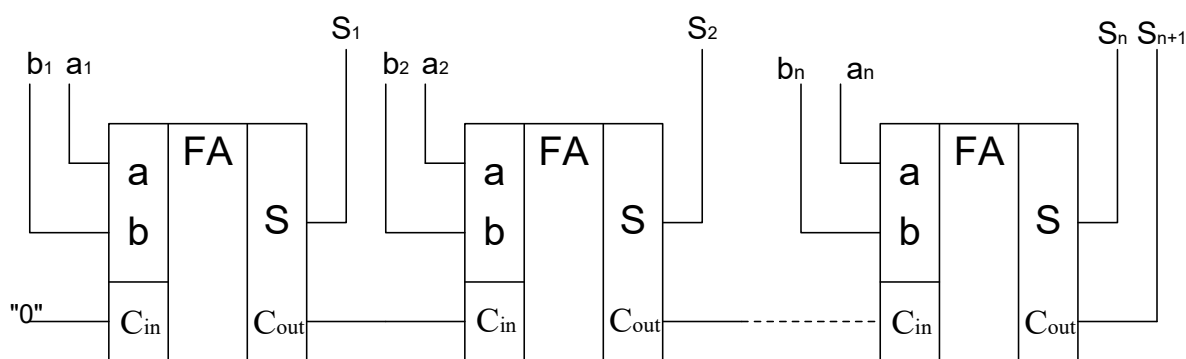 S1 S2 Sn Sn+1
b1 a1 b2 a2 bn an
FA FA FA
a a a
b S b S b S
"0" Cin Cout Cin Cout Cin Cout